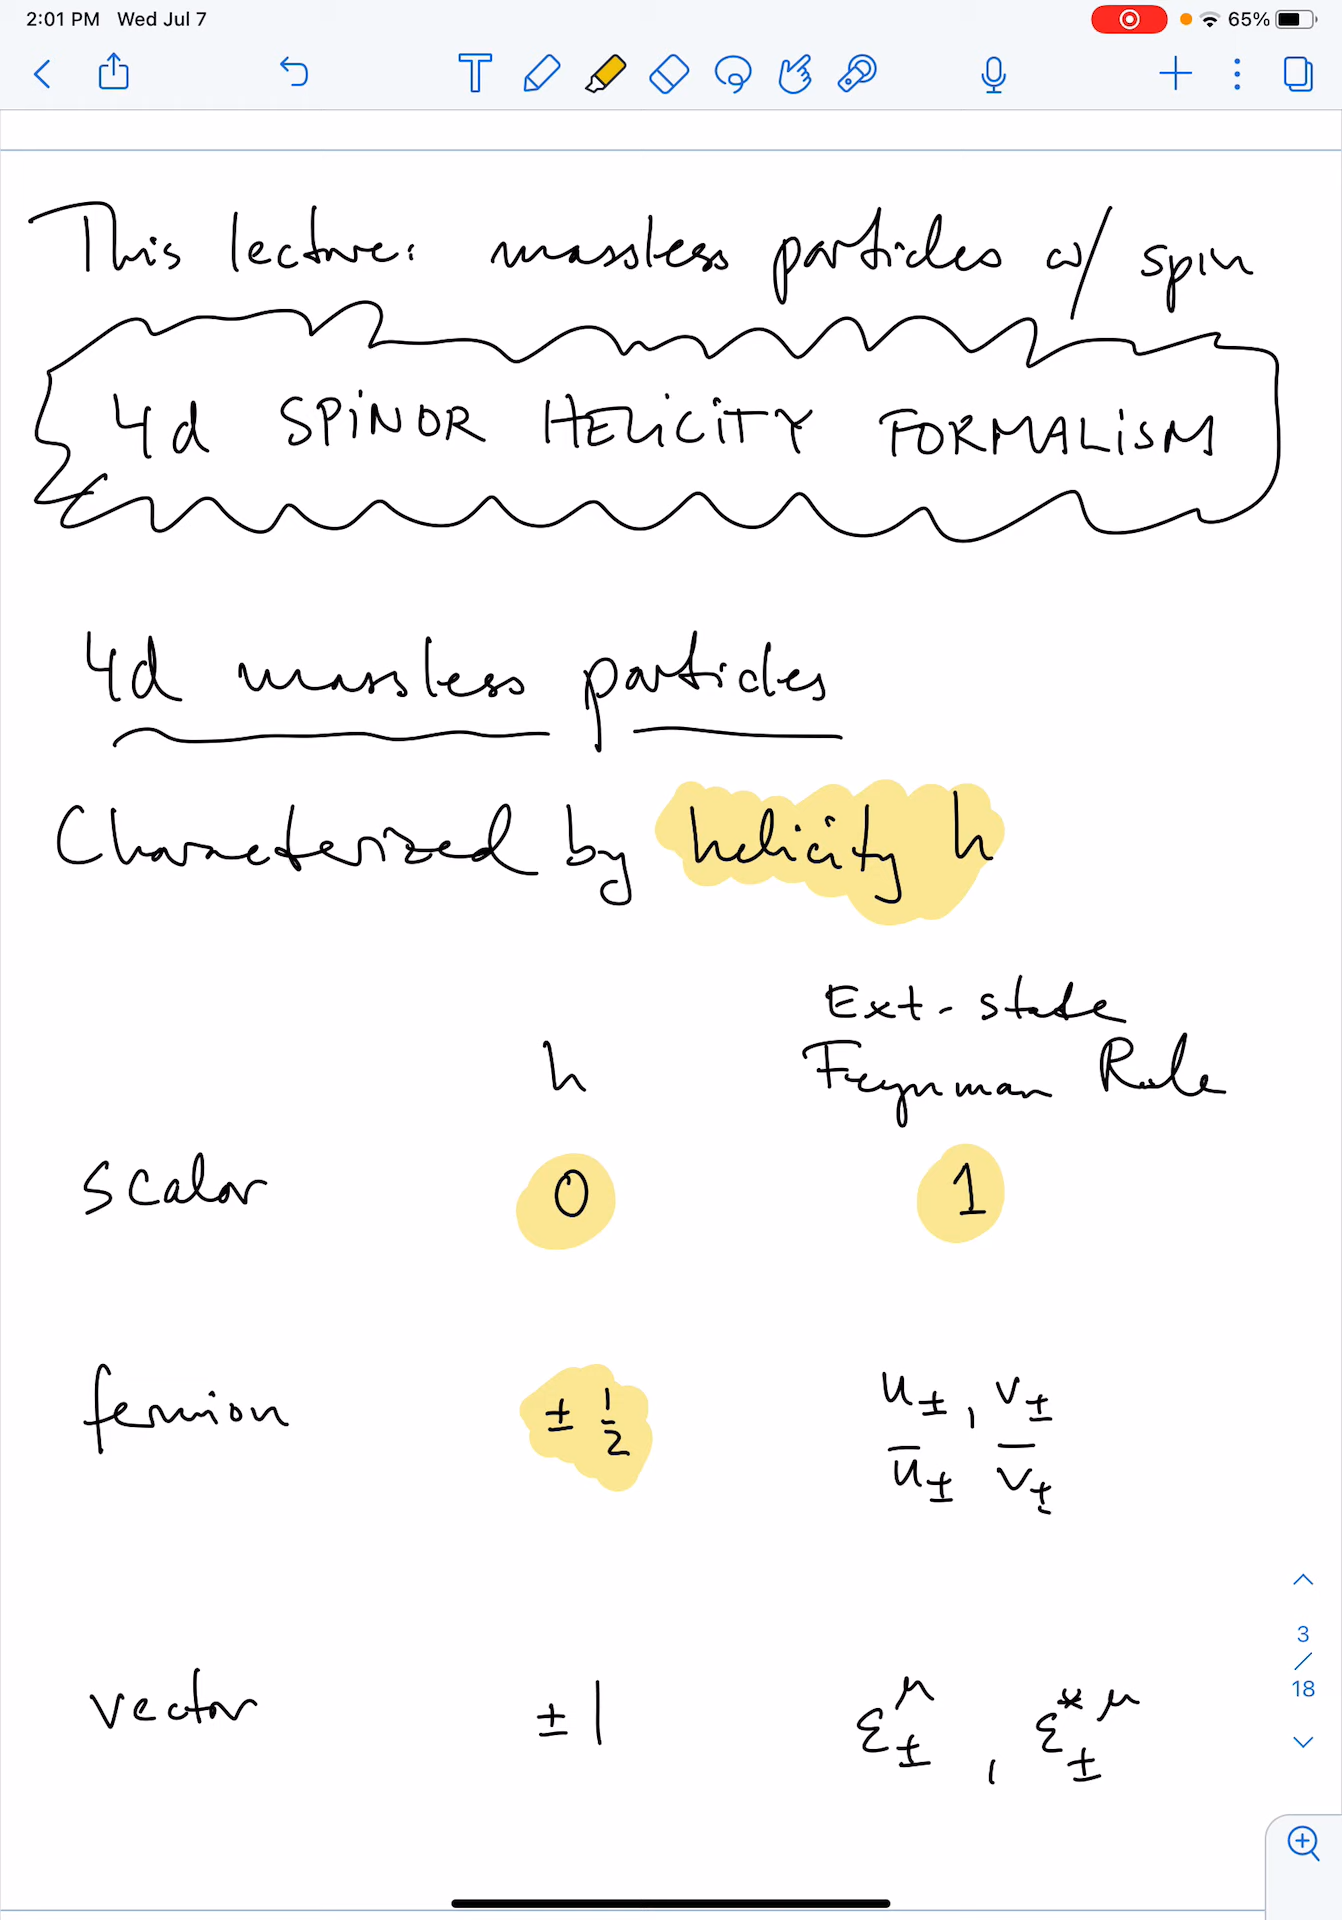 2:01 PM Wed Jul 7 65%
This lecture: massless particles w/ spin
4d SPINOR HELICITY FORMALISM
4d massless particles
Characterized by helicity h
Ext. state
h Feynman Rule
scalar 0 1
fermion ± 1/2 u±, v±
ū± v̄±
vector ±1 ε±^μ, ε±^*μ
3
/
18